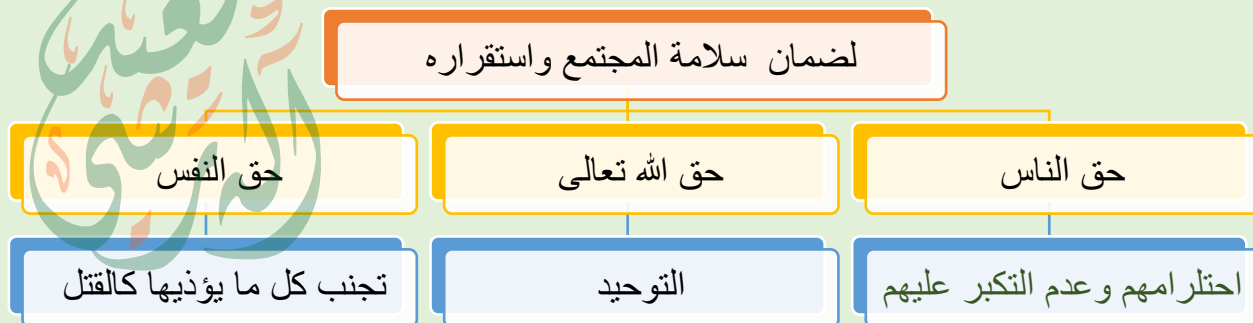 لضمان سلامة المجتمع واستقراره
حق الناس
حق الله تعالى
حق النفس
احتلرامهم وعدم التكبر عليهم
التوحيد
تجنب كل ما يؤذيها كالقتل